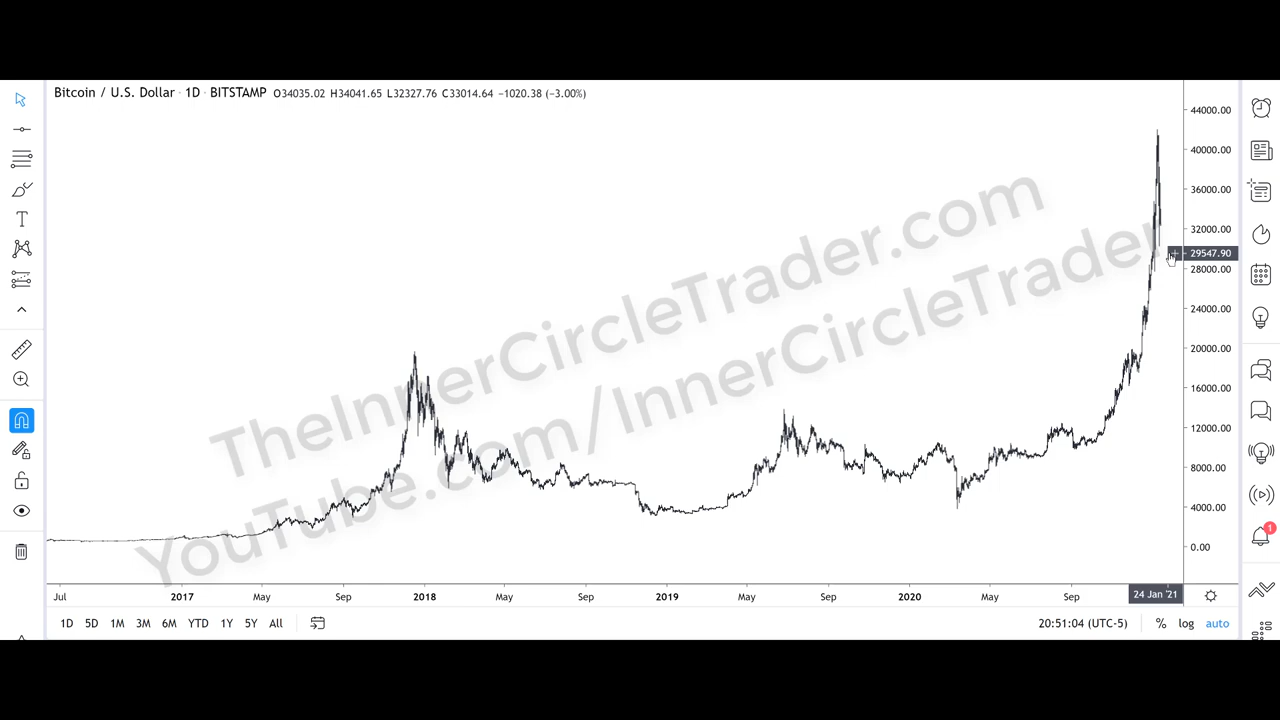 Bitcoin / U.S. Dollar · 1D · BITSTAMP O34035.02 H34041.65 L32327.76 C33014.64 −1020.38 (−3.00%)
44000.00
40000.00
36000.00
32000.00
29547.90
28000.00
24000.00
20000.00
16000.00
12000.00
8000.00
4000.00
0.00
TheInnerCircleTrader.com
YouTube.com/InnerCircleTrader
T
1
Jul 2017 May Sep 2018 May Sep 2019 May Sep 2020 May Sep 24 Jan '21
1D 5D 1M 3M 6M YTD 1Y 5Y All 20:51:04 (UTC-5) % log auto